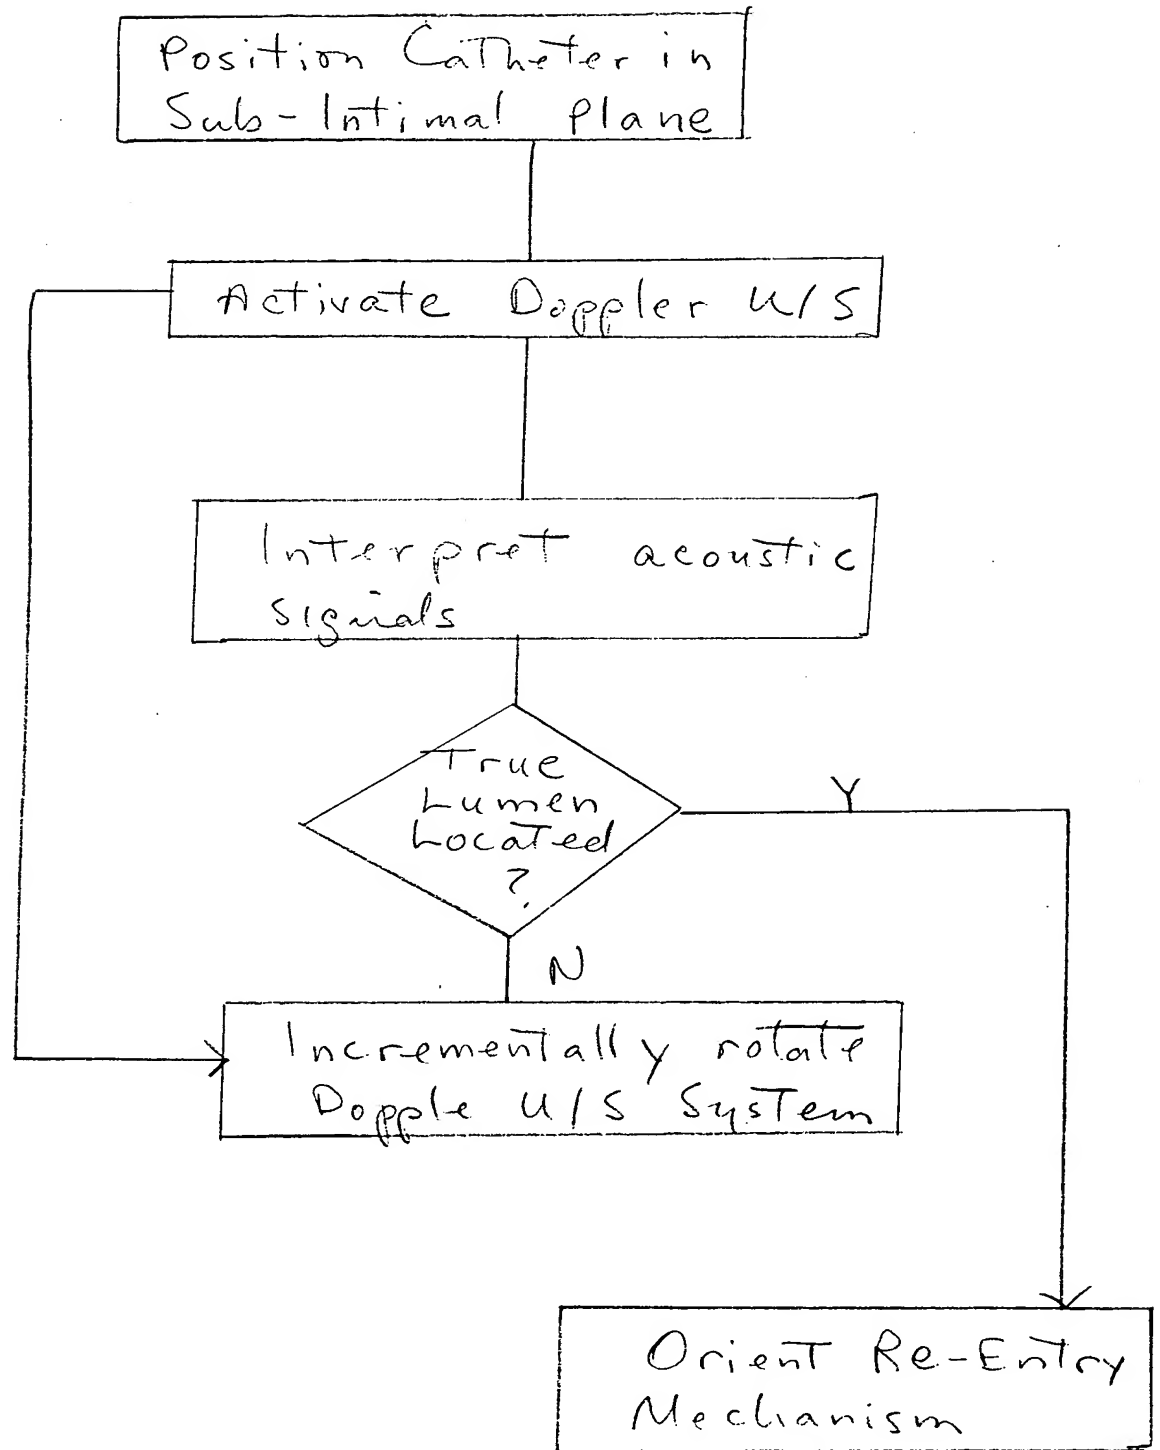 Position Catheter in
Sub-Intimal Plane
Activate Doppler U/S
Interpret acoustic
signals
True
Lumen
Located
?
Y
N
Incrementally rotate
Dopple U/S System
Orient Re-Entry
Mechanism